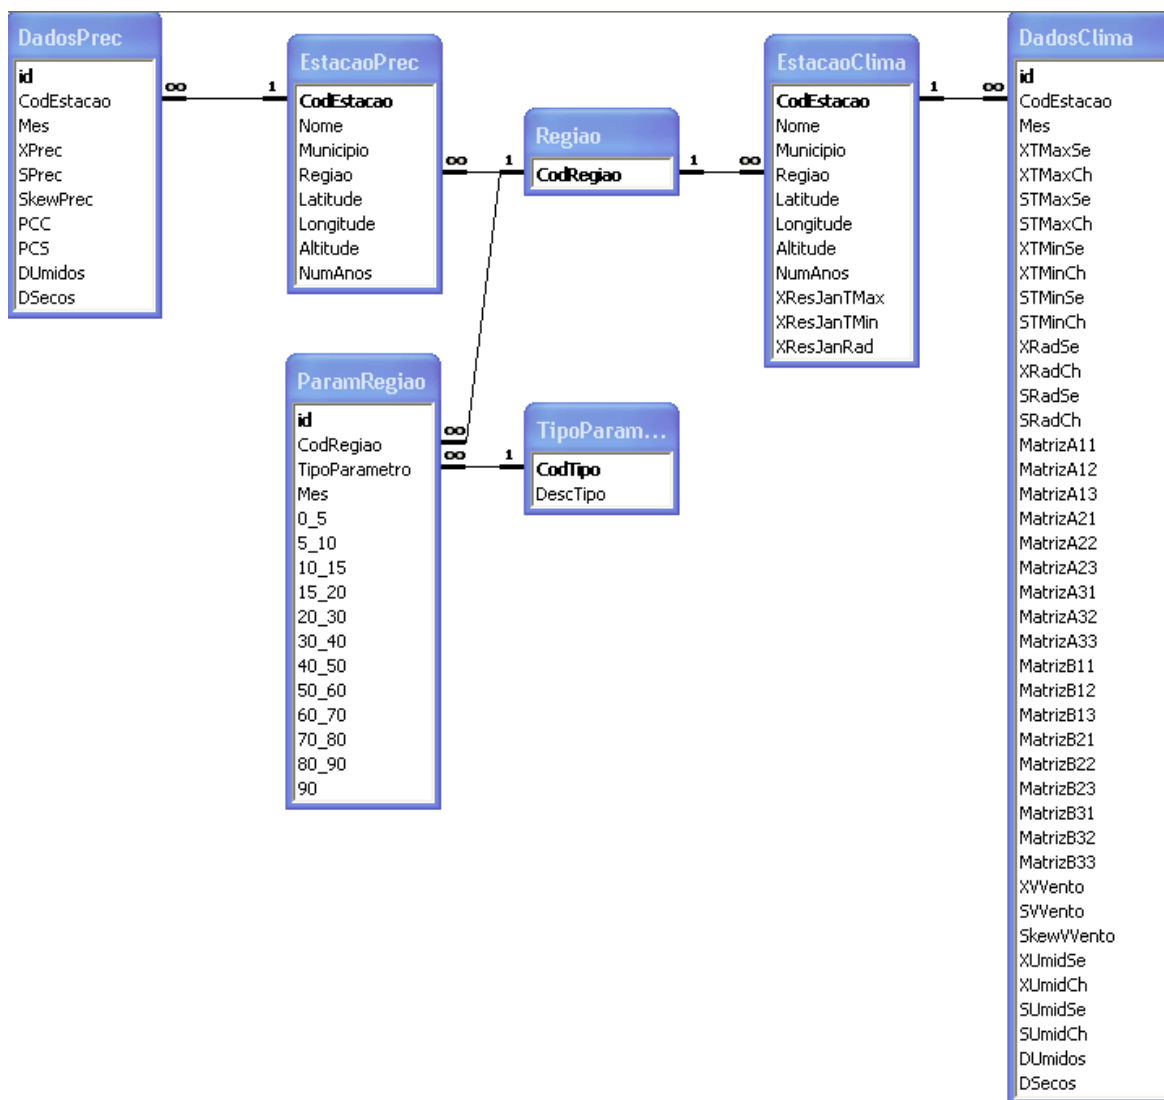 DadosPrec
id
CodEstacao
Mes
XPrec
SPrec
SkewPrec
PCC
PCS
DUmidos
DSecos
∞ 1
EstacaoPrec
CodEstacao
Nome
Municipio
Regiao
Latitude
Longitude
Altitude
NumAnos
∞ 1
Regiao
CodRegiao
1 ∞
EstacaoClima
CodEstacao
Nome
Municipio
Regiao
Latitude
Longitude
Altitude
NumAnos
XResJanTMax
XResJanTMin
XResJanRad
1 ∞
DadosClima
id
CodEstacao
Mes
XTMaxSe
XTMaxCh
STMaxSe
STMaxCh
XTMinSe
XTMinCh
STMinSe
STMinCh
XRadSe
XRadCh
SRadSe
SRadCh
MatrizA11
MatrizA12
MatrizA13
MatrizA21
MatrizA22
MatrizA23
MatrizA31
MatrizA32
MatrizA33
MatrizB11
MatrizB12
MatrizB13
MatrizB21
MatrizB22
MatrizB23
MatrizB31
MatrizB32
MatrizB33
XVVento
SVVento
SkewVVento
XUmidSe
XUmidCh
SUmidSe
SUmidCh
DUmidos
DSecos
ParamRegiao
id
CodRegiao
TipoParametro
Mes
0_5
5_10
10_15
15_20
20_30
30_40
40_50
50_60
60_70
70_80
80_90
90
∞
∞ 1
TipoParam...
CodTipo
DescTipo